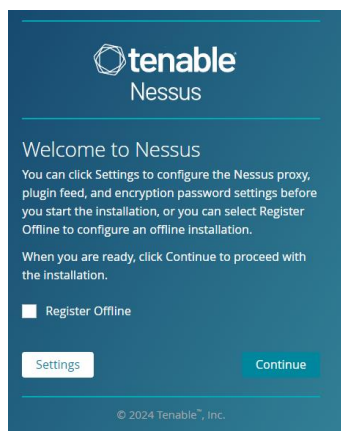 tenable
Nessus
Welcome to Nessus
You can click Settings to configure the Nessus proxy,
plugin feed, and encryption password settings before
you start the installation, or you can select Register
Offline to configure an offline installation.
When you are ready, click Continue to proceed with
the installation.
Register Offline
Settings
Continue
© 2024 Tenable™, Inc.